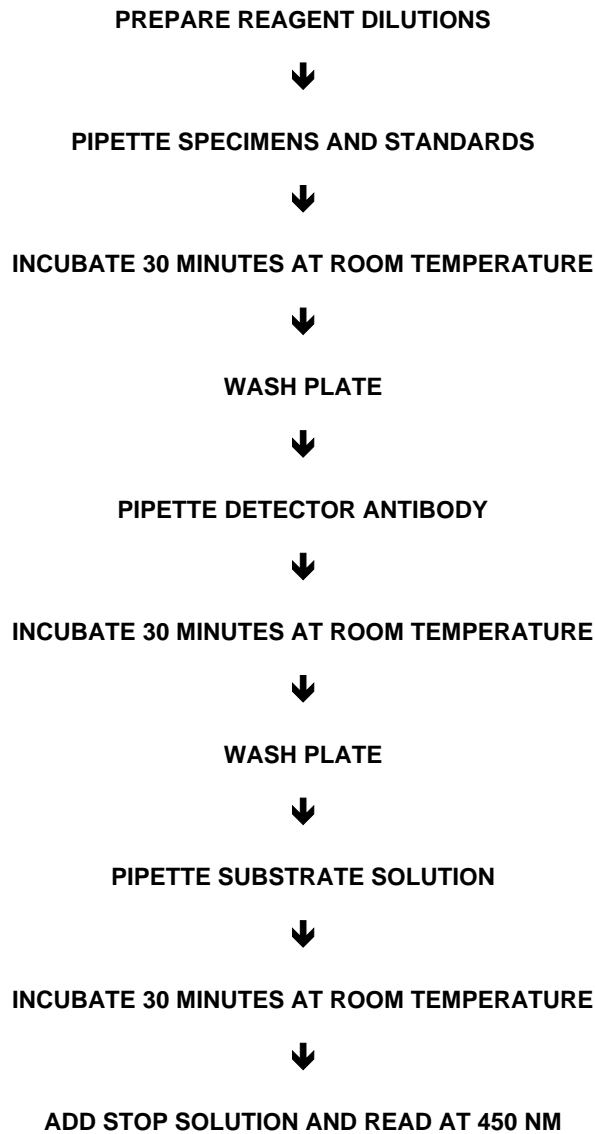 PREPARE REAGENT DILUTIONS
PIPETTE SPECIMENS AND STANDARDS
INCUBATE 30 MINUTES AT ROOM TEMPERATURE
WASH PLATE
PIPETTE DETECTOR ANTIBODY
INCUBATE 30 MINUTES AT ROOM TEMPERATURE
WASH PLATE
PIPETTE SUBSTRATE SOLUTION
INCUBATE 30 MINUTES AT ROOM TEMPERATURE
ADD STOP SOLUTION AND READ AT 450 NM